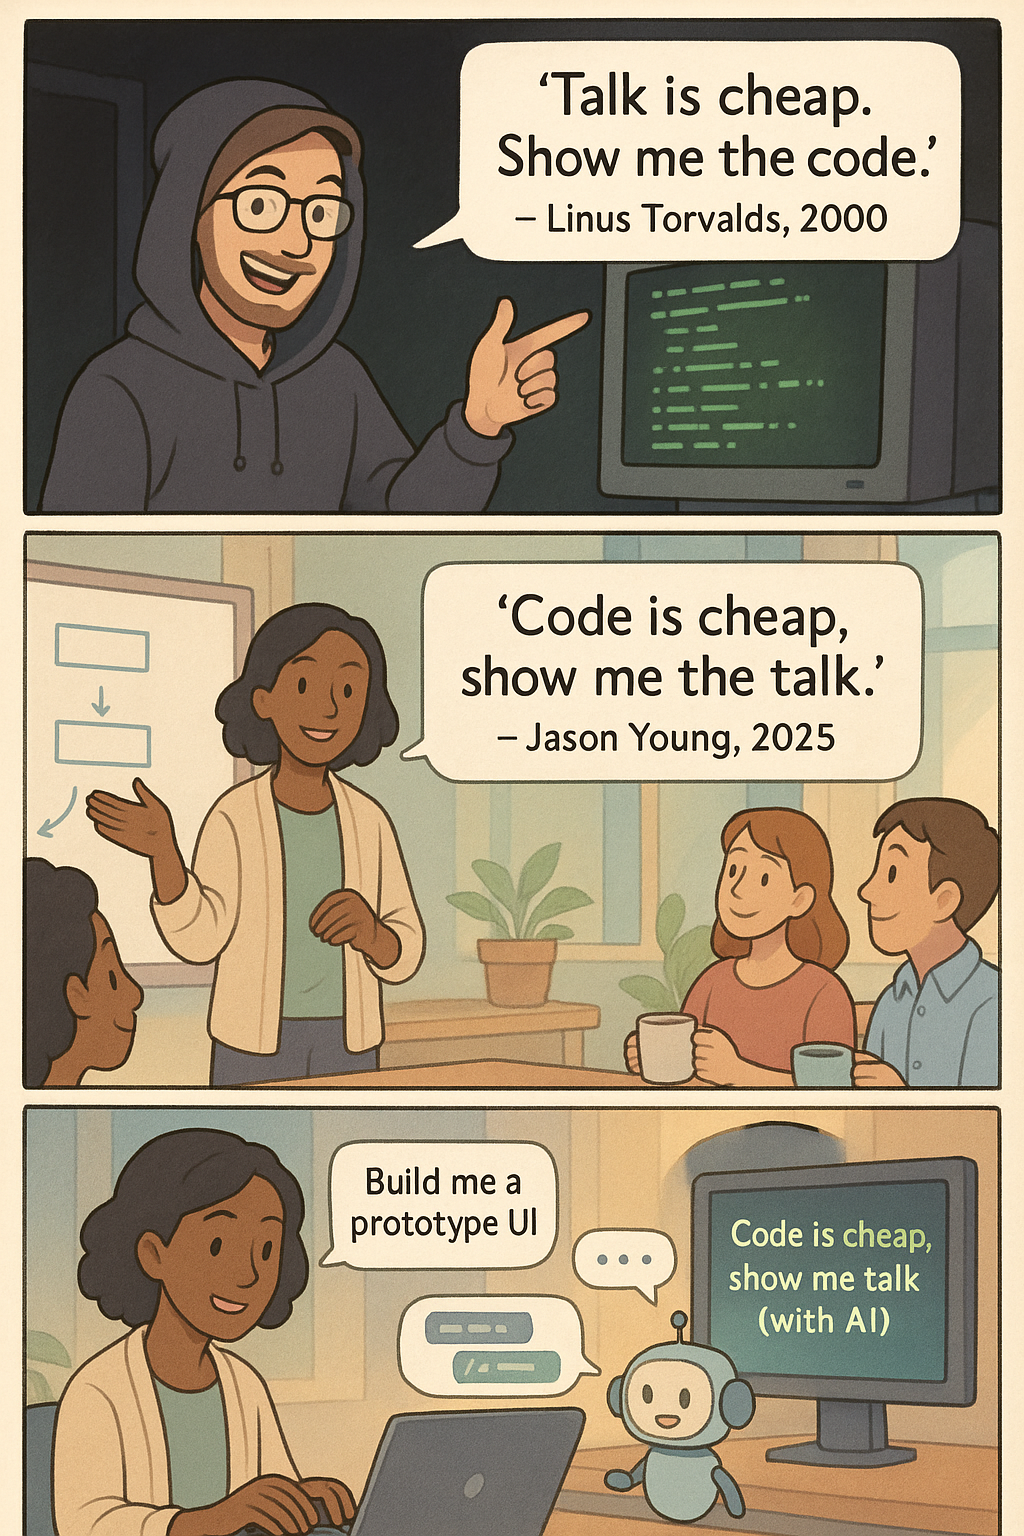 ‘Talk is cheap.
Show me the code.’
– Linus Torvalds, 2000
‘Code is cheap,
show me the talk.’
– Jason Young, 2025
Build me a
prototype UI
Code is cheap,
show me talk
(with AI)